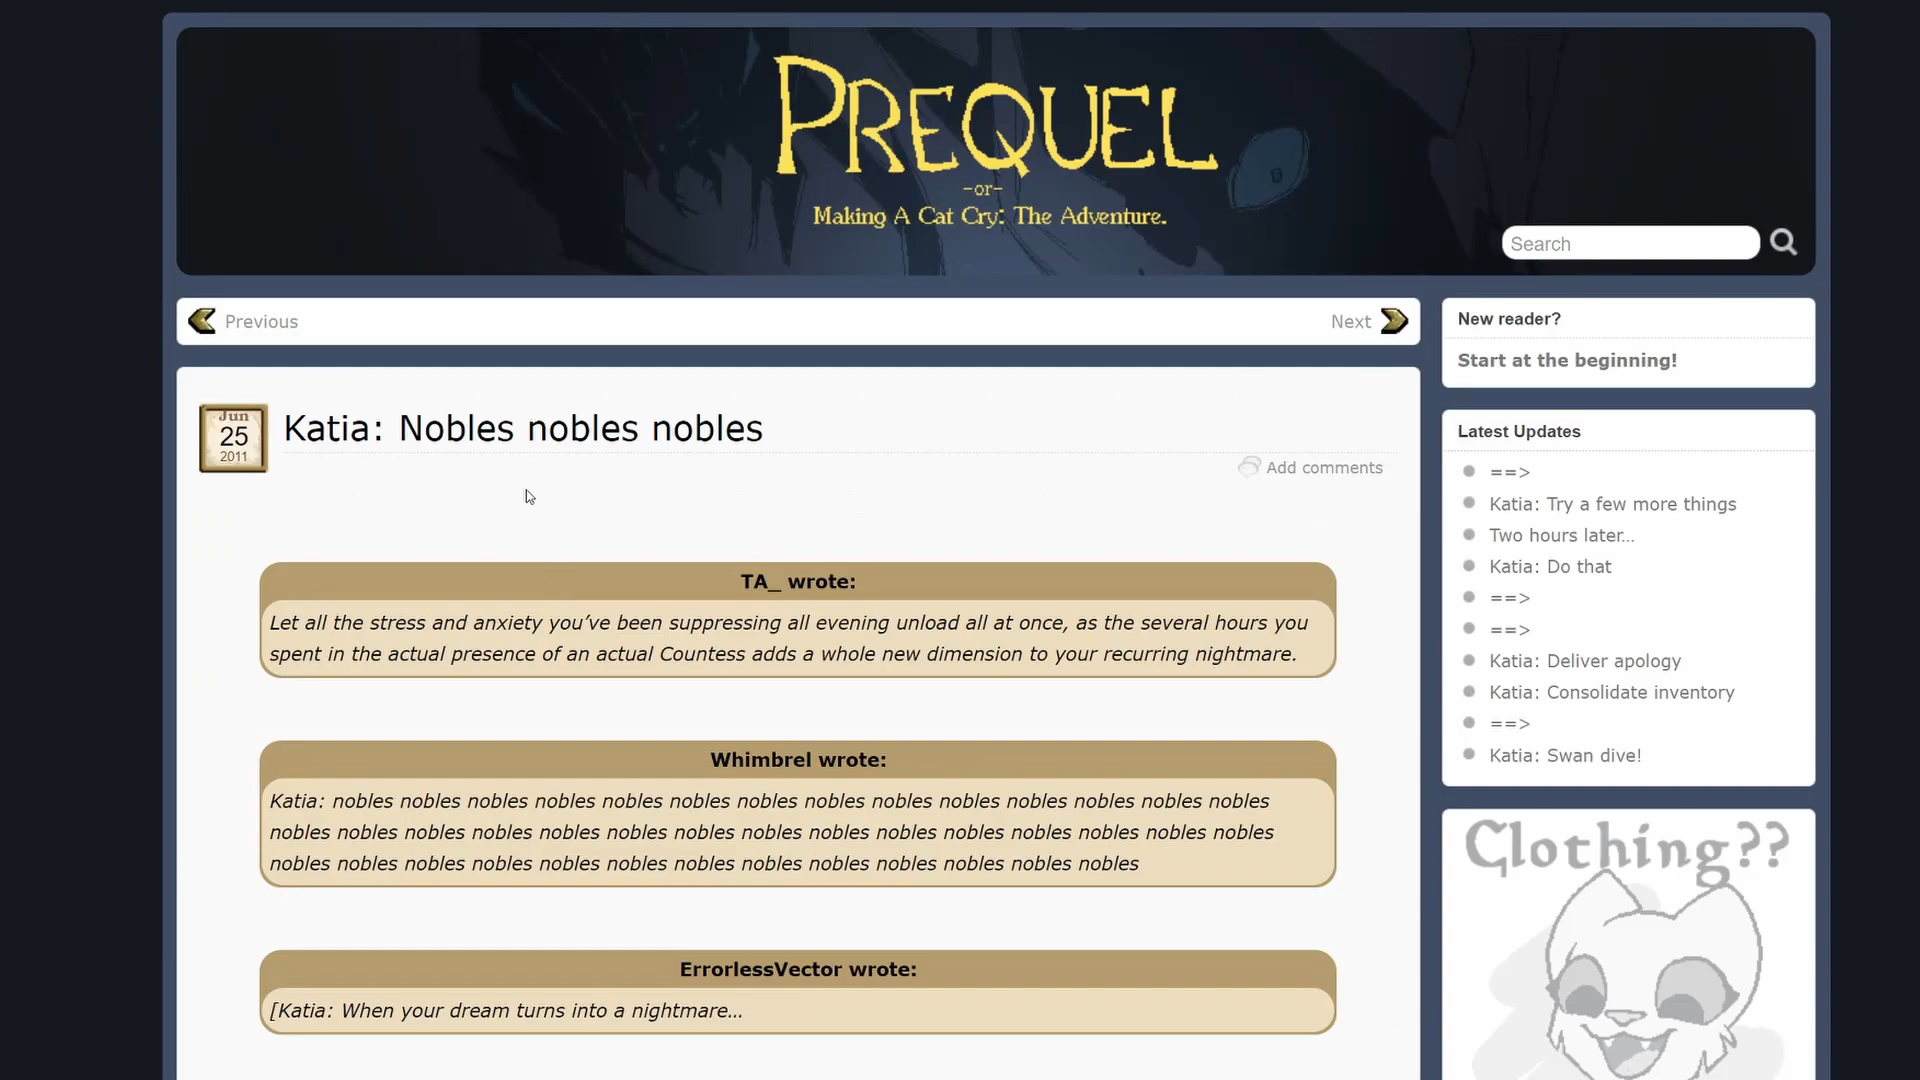 PREQUEL
-or-
Making A Cat Cry: The Adventure.
Search
Previous
Next
Jun
25
2011
Katia: Nobles nobles nobles
Add comments
TA_ wrote:
Let all the stress and anxiety you’ve been suppressing all evening unload all at once, as the several hours you
spent in the actual presence of an actual Countess adds a whole new dimension to your recurring nightmare.
Whimbrel wrote:
Katia: nobles nobles nobles nobles nobles nobles nobles nobles nobles nobles nobles nobles nobles nobles
nobles nobles nobles nobles nobles nobles nobles nobles nobles nobles nobles nobles nobles nobles nobles
nobles nobles nobles nobles nobles nobles nobles nobles nobles nobles nobles nobles nobles
ErrorlessVector wrote:
[Katia: When your dream turns into a nightmare...
New reader?
Start at the beginning!
Latest Updates
==>
Katia: Try a few more things
Two hours later...
Katia: Do that
==>
==>
Katia: Deliver apology
Katia: Consolidate inventory
==>
Katia: Swan dive!
Clothing??